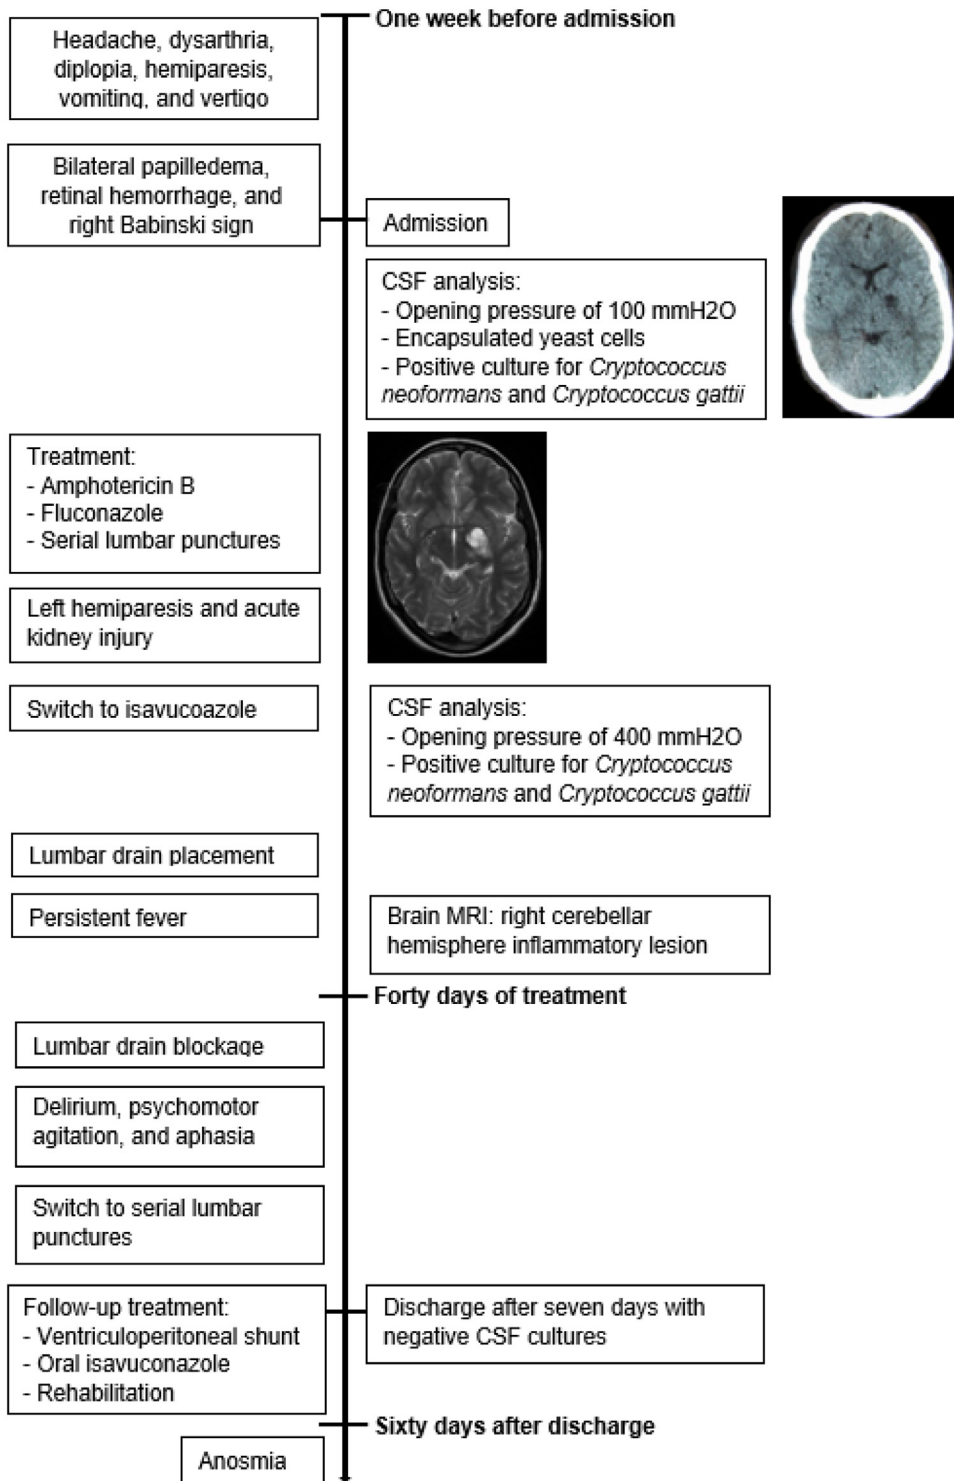 One week before admission
Headache, dysarthria,
diplopia, hemiparesis,
vomiting, and vertigo
Bilateral papilledema,
retinal hemorrhage, and
right Babinski sign
Admission
CSF analysis:
- Opening pressure of 100 mmH2O
- Encapsulated yeast cells
- Positive culture for Cryptococcus
neoformans and Cryptococcus gattii
Treatment:
- Amphotericin B
- Fluconazole
- Serial lumbar punctures
Left hemiparesis and acute
kidney injury
Switch to isavucoazole
CSF analysis:
- Opening pressure of 400 mmH2O
- Positive culture for Cryptococcus
neoformans and Cryptococcus gattii
Lumbar drain placement
Persistent fever
Brain MRI: right cerebellar
hemisphere inflammatory lesion
Forty days of treatment
Lumbar drain blockage
Delirium, psychomotor
agitation, and aphasia
Switch to serial lumbar
punctures
Follow-up treatment:
- Ventriculoperitoneal shunt
- Oral isavuconazole
- Rehabilitation
Discharge after seven days with
negative CSF cultures
Sixty days after discharge
Anosmia